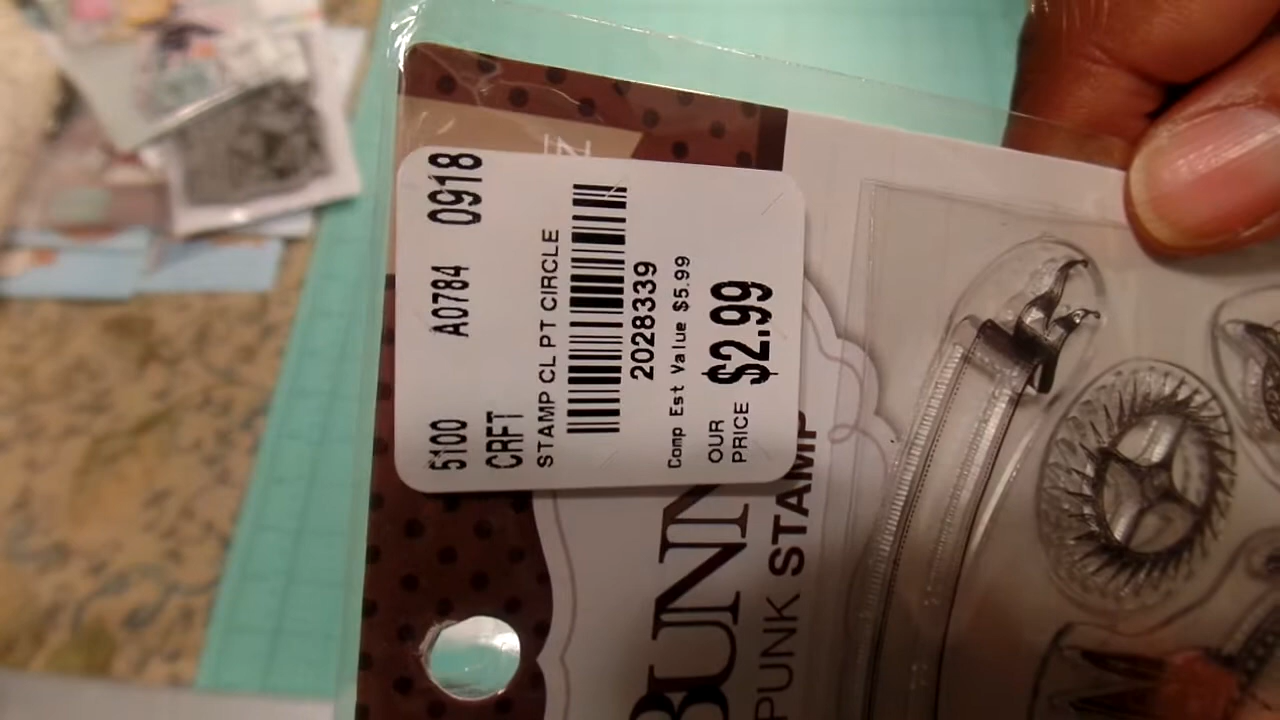 5100 A0784 0918
CRFT
STAMP CL PT CIRCLE
2028339
Comp Est Value $5.99
OUR PRICE $2.99
BUNN
PUNK STAMP